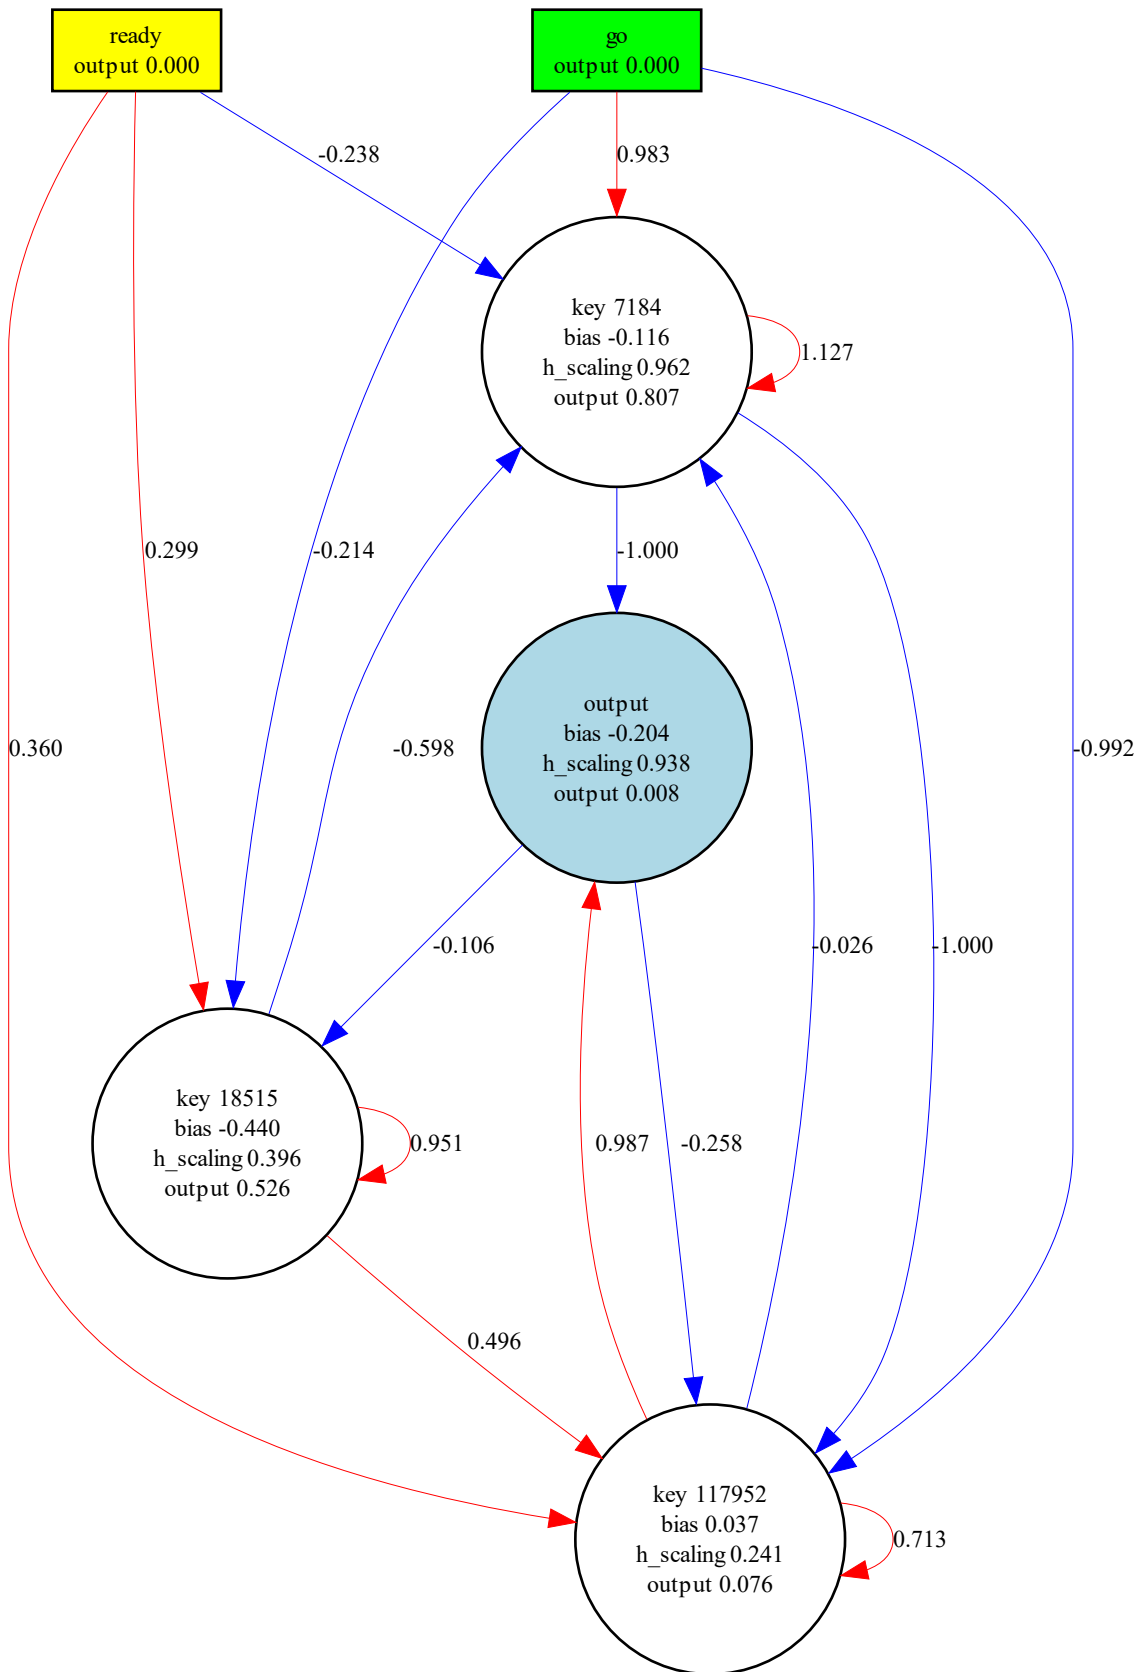 ready
output 0.000
go
output 0.000
-0.238
0.983
key 7184
bias -0.116
h_scaling 0.962
output 0.807
1.127
0.299
-0.214
-1.000
output
bias -0.204
h_scaling 0.938
output 0.008
0.360
-0.598
-0.992
-0.106
-0.026
-1.000
key 18515
bias -0.440
h_scaling 0.396
output 0.526
0.951
0.987
-0.258
0.496
key 117952
bias 0.037
h_scaling 0.241
output 0.076
0.713